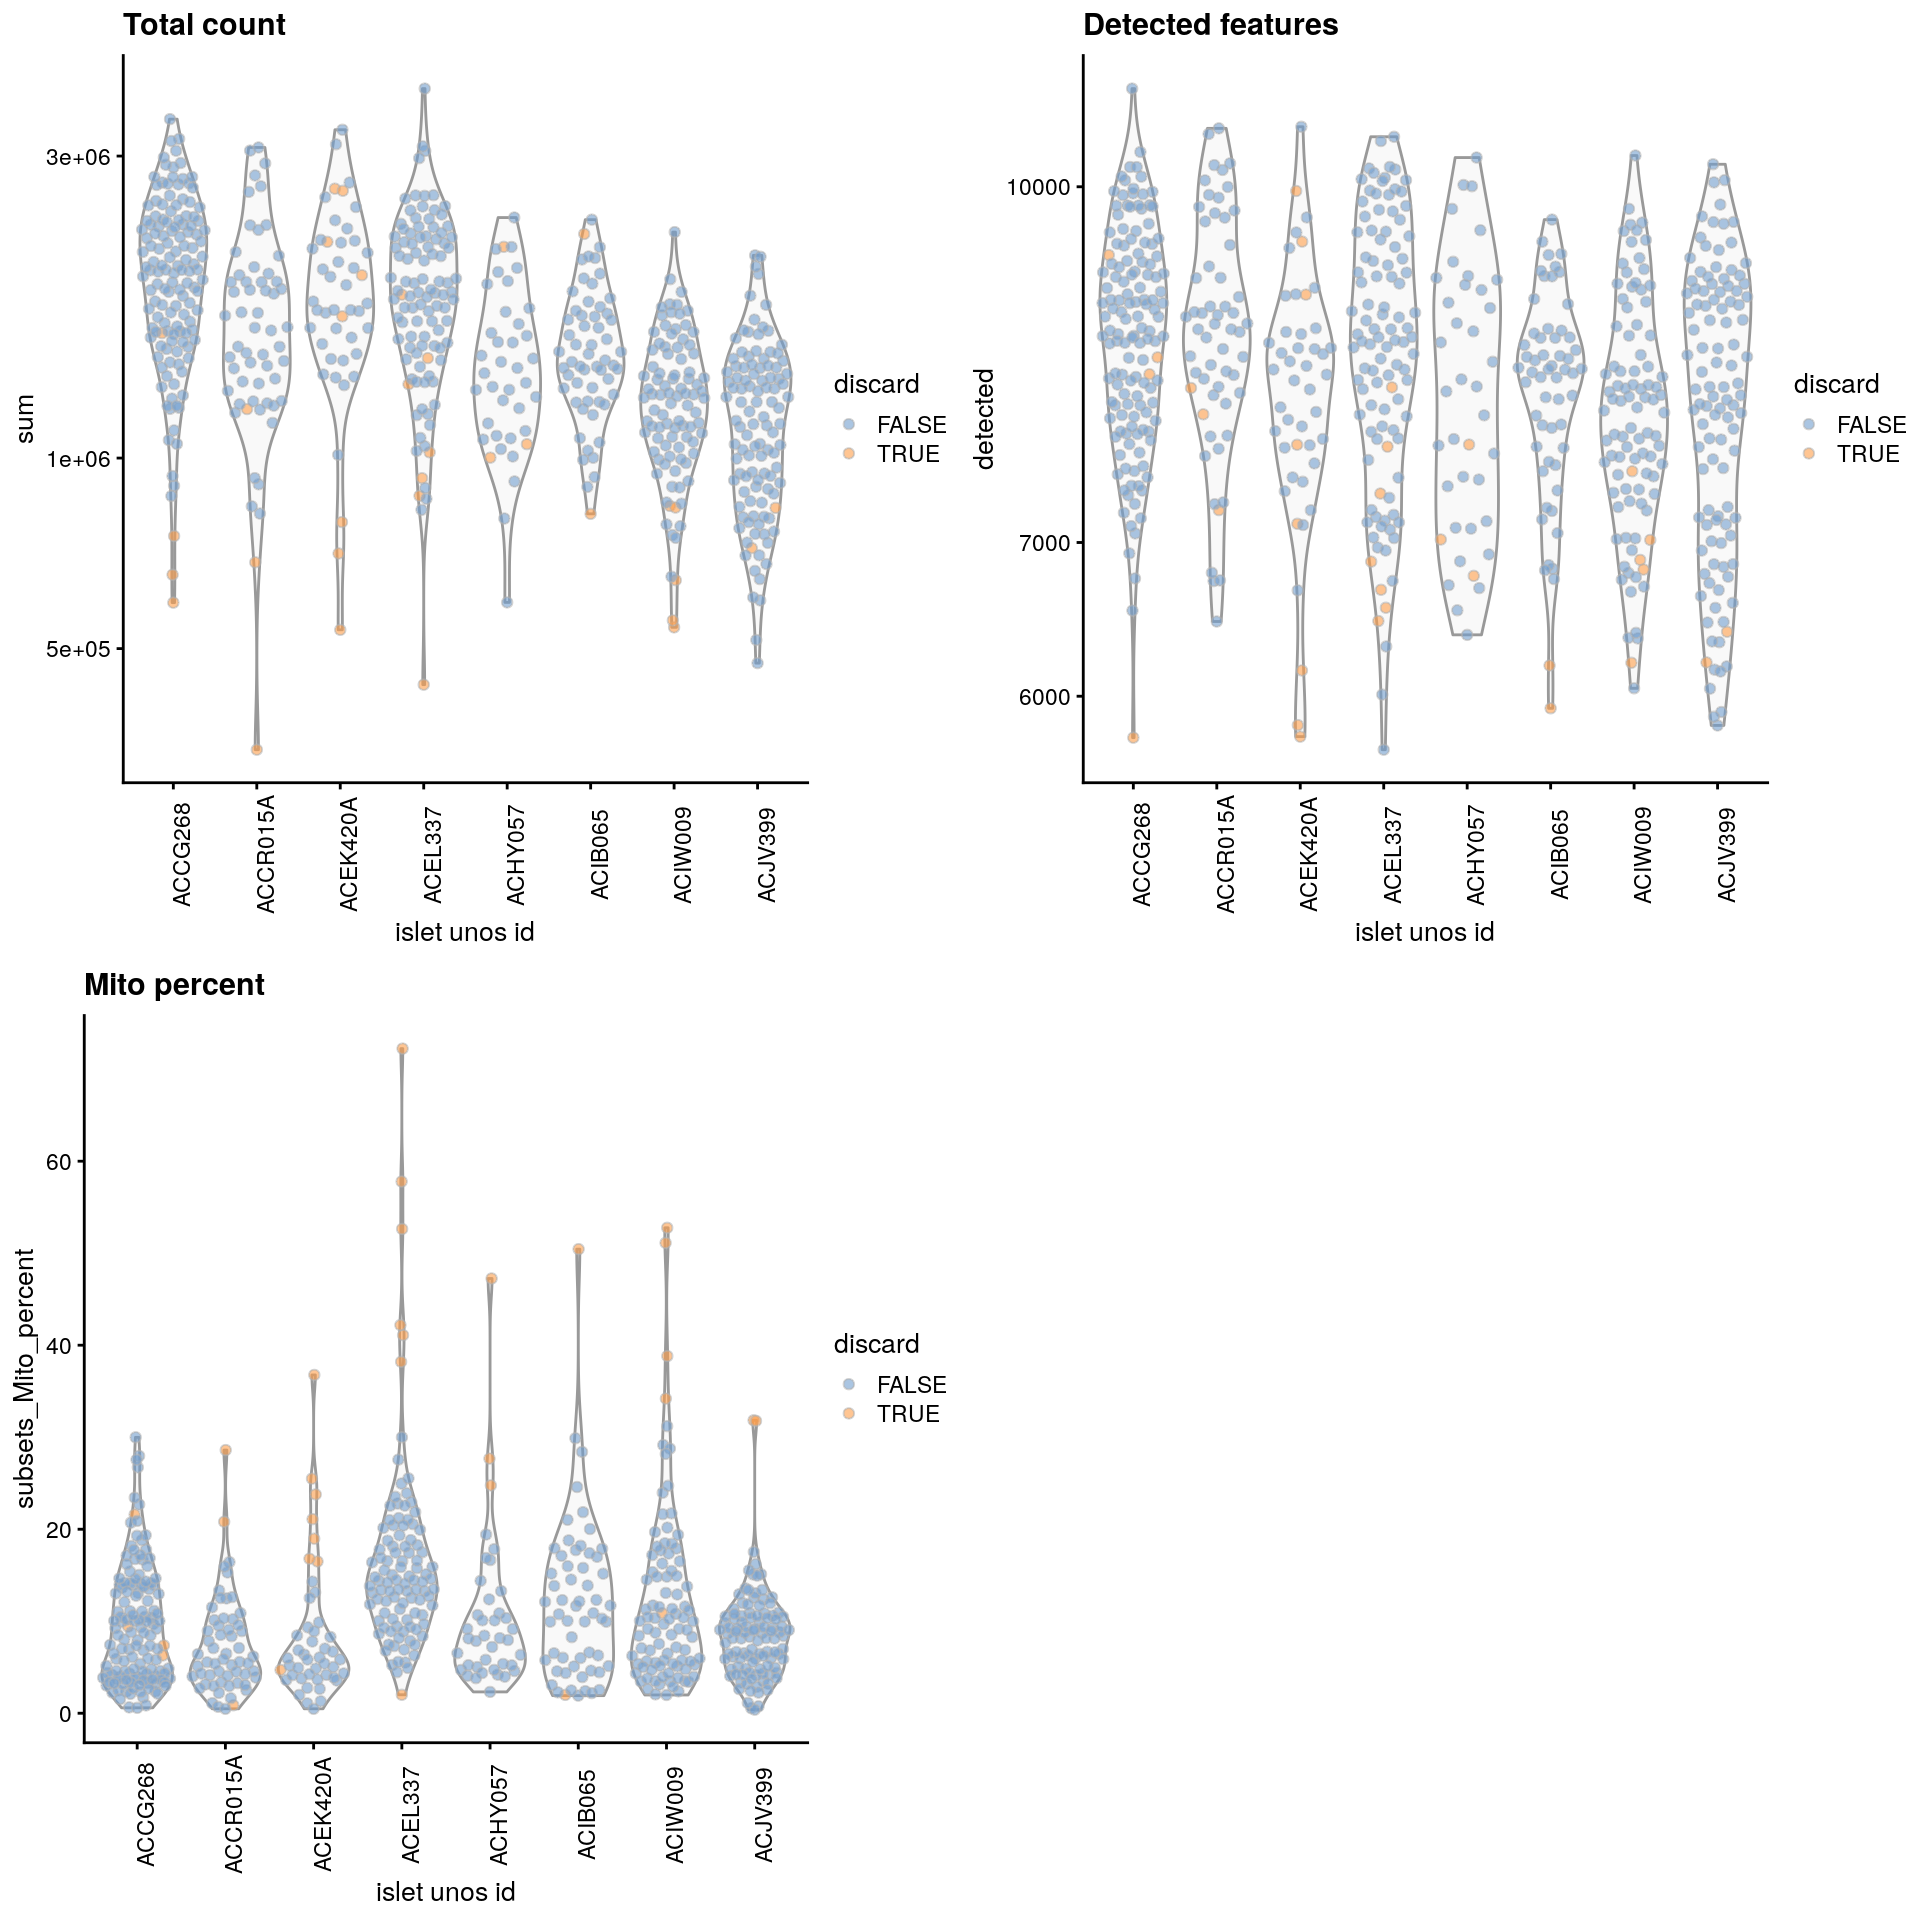 Total count
sum
3e+06
1e+06
5e+05
ACCG268
ACCR015A
ACEK420A
ACEL337
ACHY057
ACIB065
ACIW009
ACJV399
islet unos id
discard
FALSE
TRUE
Detected features
detected
10000
7000
6000
ACCG268
ACCR015A
ACEK420A
ACEL337
ACHY057
ACIB065
ACIW009
ACJV399
islet unos id
discard
FALSE
TRUE
Mito percent
subsets_Mito_percent
60
40
20
0
ACCG268
ACCR015A
ACEK420A
ACEL337
ACHY057
ACIB065
ACIW009
ACJV399
islet unos id
discard
FALSE
TRUE